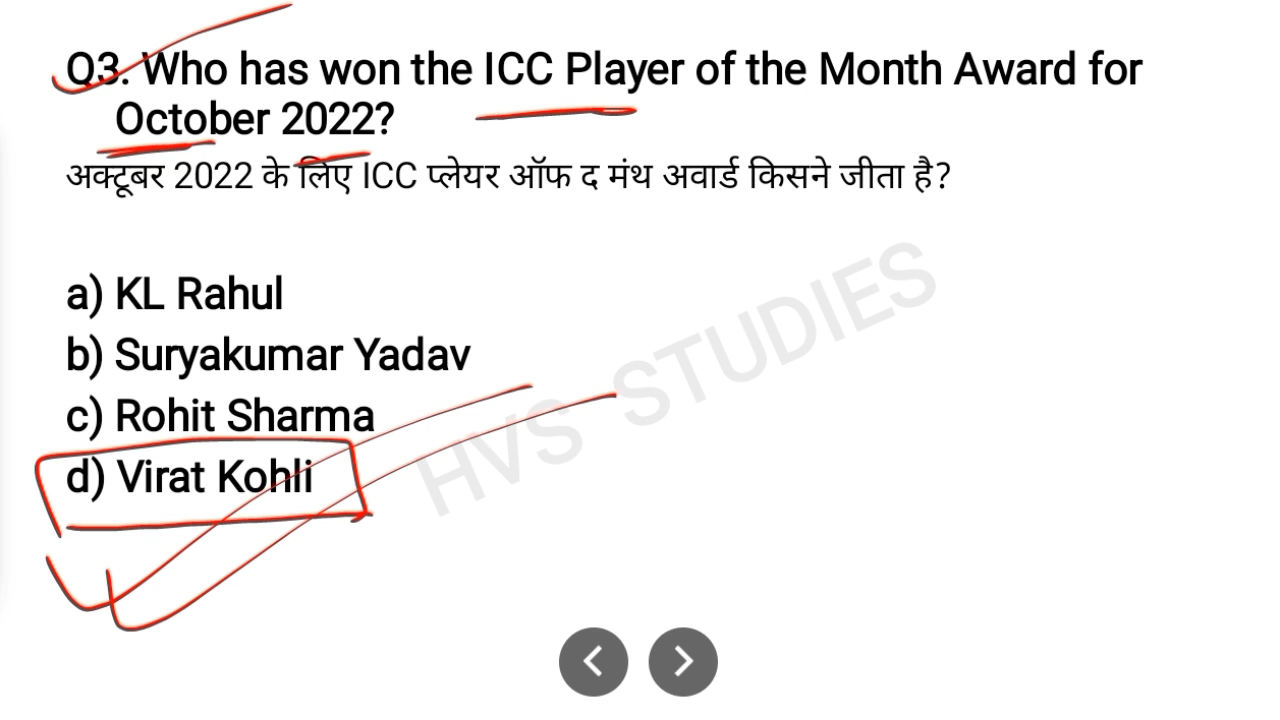 Q3. Who has won the ICC Player of the Month Award for
October 2022?
अक्टूबर 2022 के लिए ICC प्लेयर ऑफ द मंथ अवार्ड किसने जीता है?
a) KL Rahul
b) Suryakumar Yadav
c) Rohit Sharma
d) Virat Kohli
HVS STUDIES